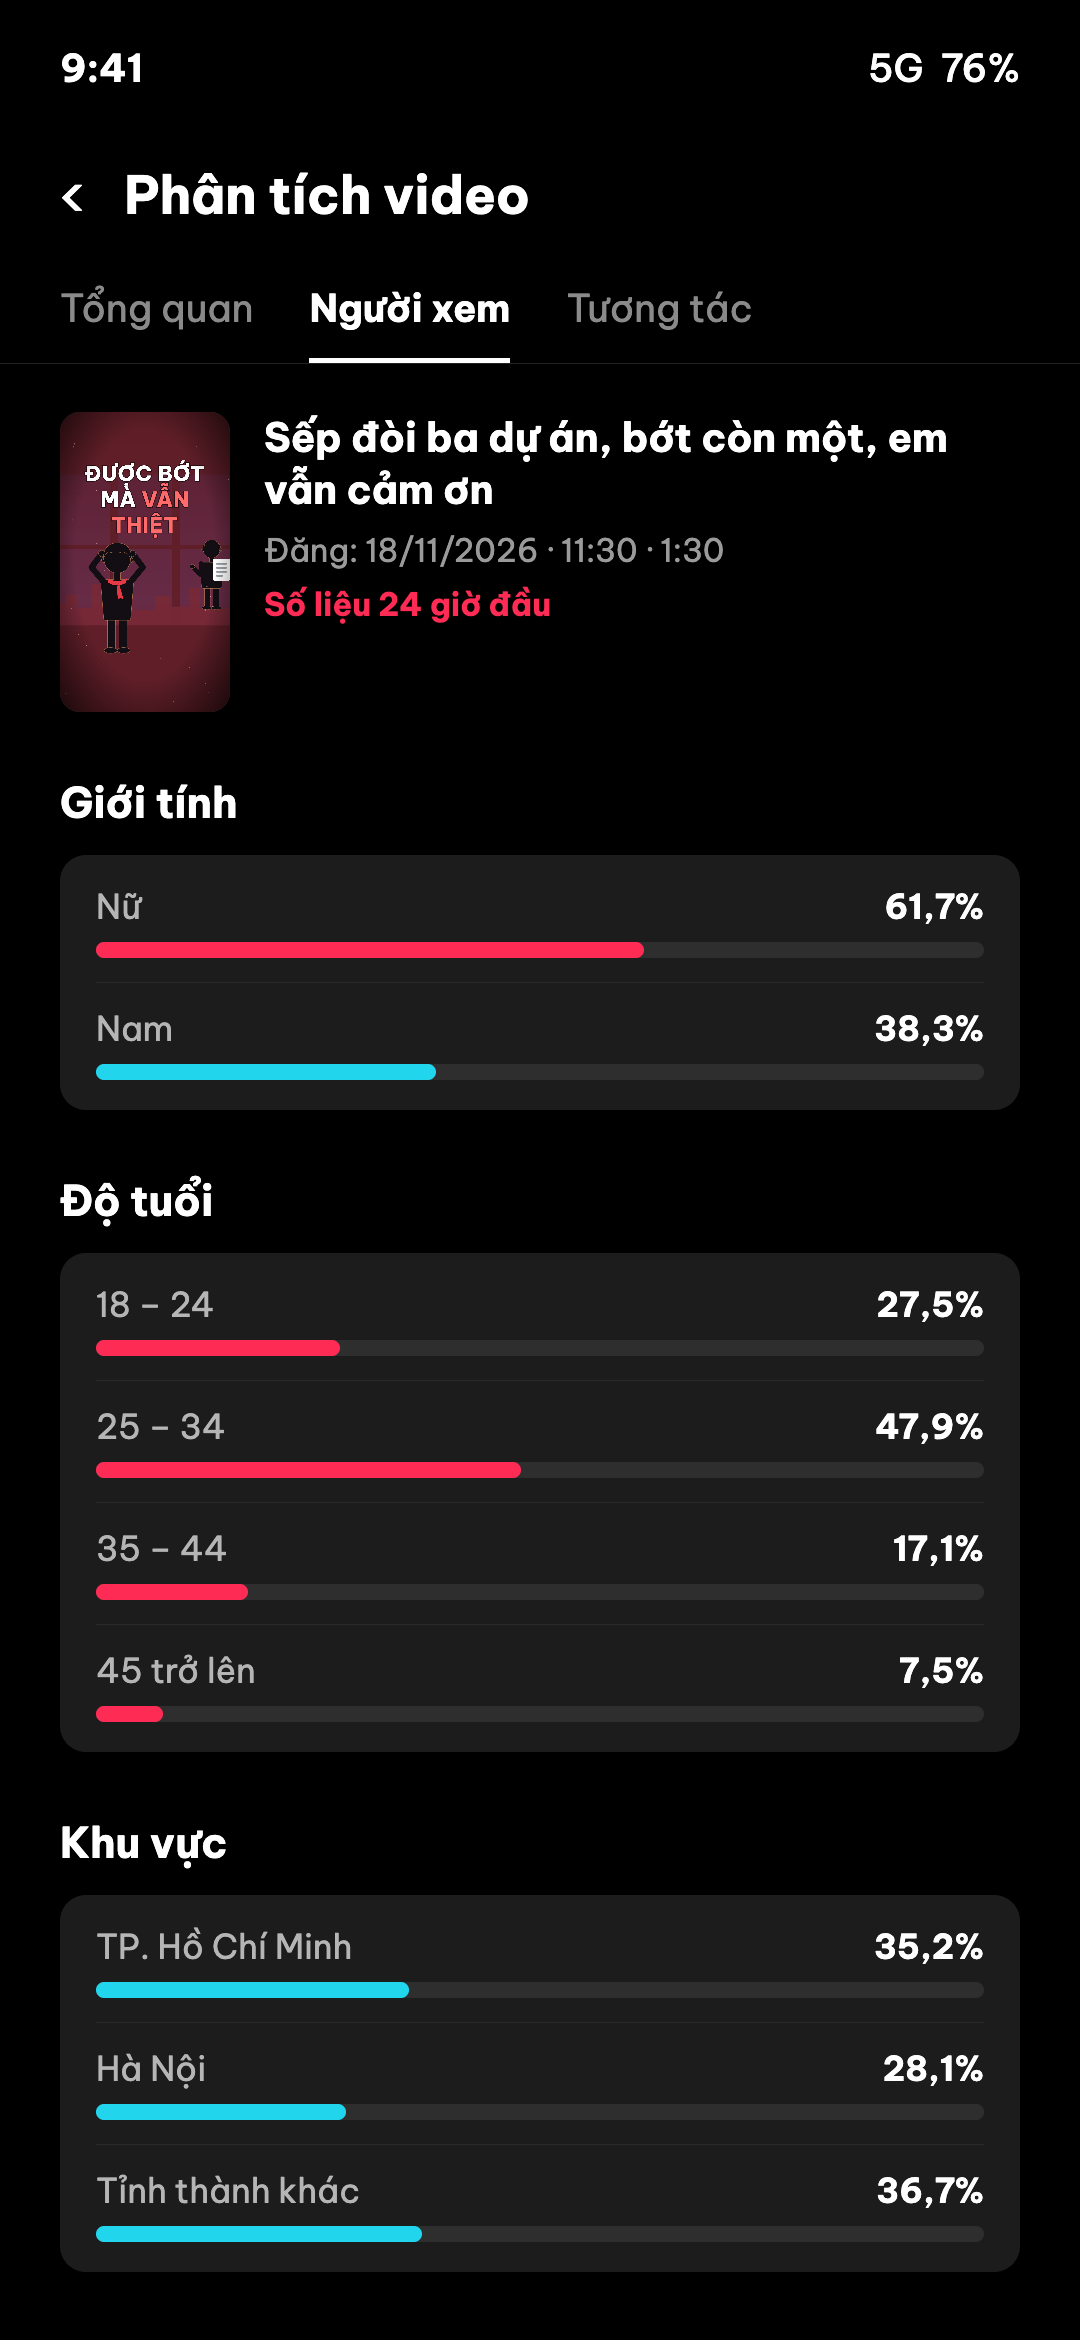 9:41
5G 76%
< Phân tích video
Tổng quan
Người xem
Tương tác
ĐƯỢC BỚT
MÀ VẪN
THIỆT
Sếp đòi ba dự án, bớt còn một, em
vẫn cảm ơn
Đăng: 18/11/2026 · 11:30 · 1:30
Số liệu 24 giờ đầu
Giới tính
Nữ 61,7%
Nam 38,3%
Độ tuổi
18 – 24 27,5%
25 – 34 47,9%
35 – 44 17,1%
45 trở lên 7,5%
Khu vực
TP. Hồ Chí Minh 35,2%
Hà Nội 28,1%
Tỉnh thành khác 36,7%